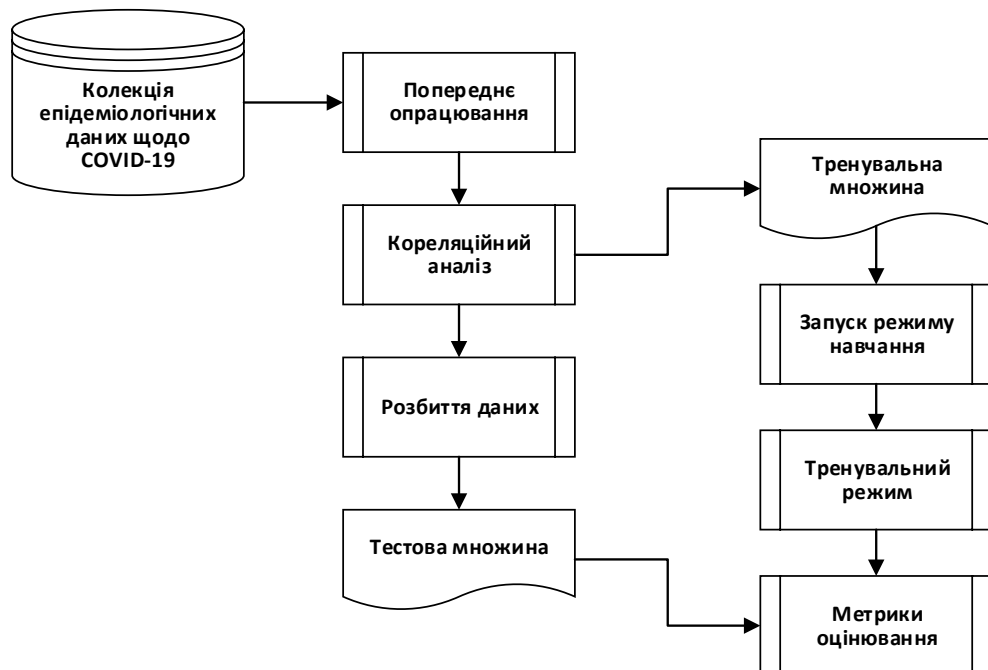 Колекція
епідеміологічних
даних щодо
COVID-19
Попереднє
опрацювання
Кореляційний
аналіз
Розбиття даних
Тестова множина
Тренувальна
множина
Запуск режиму
навчання
Тренувальний
режим
Метрики
оцінювання